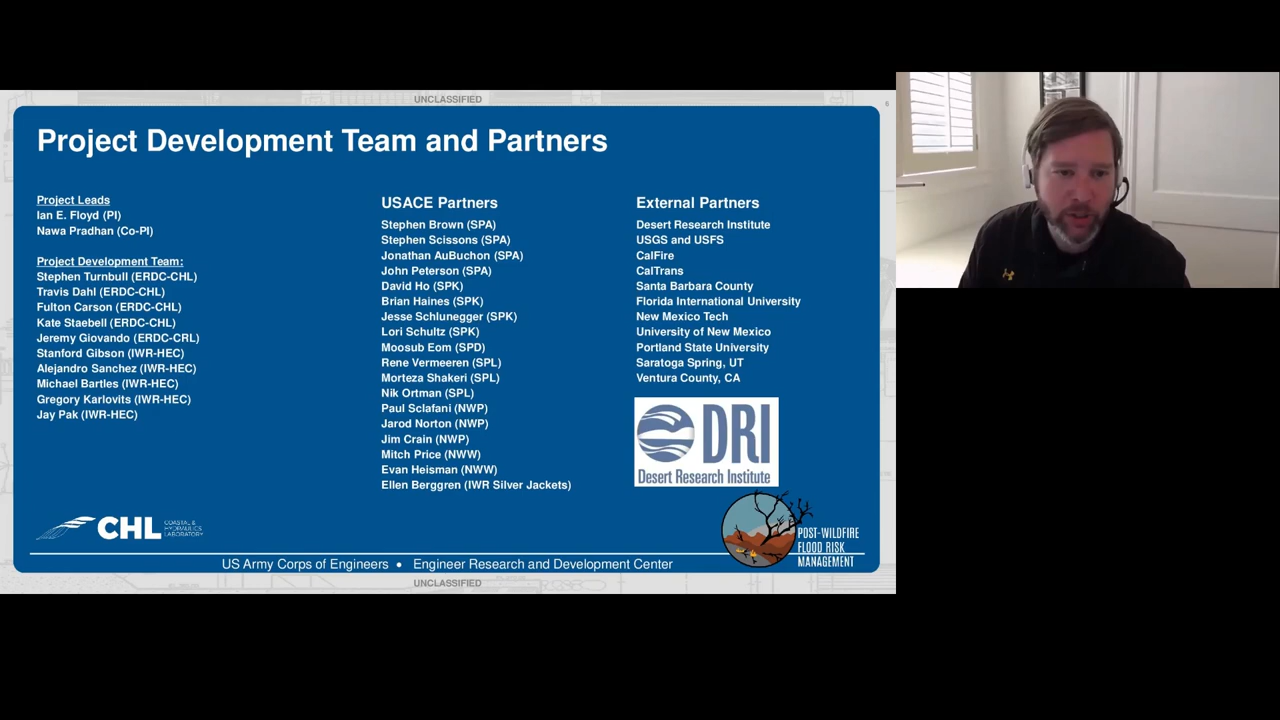 UNCLASSIFIED
6
Project Development Team and Partners
Project Leads
Ian E. Floyd (PI)
Nawa Pradhan (Co-PI)
Project Development Team:
Stephen Turnbull (ERDC-CHL)
Travis Dahl (ERDC-CHL)
Fulton Carson (ERDC-CHL)
Kate Staebell (ERDC-CHL)
Jeremy Giovando (ERDC-CRL)
Stanford Gibson (IWR-HEC)
Alejandro Sanchez (IWR-HEC)
Michael Bartles (IWR-HEC)
Gregory Karlovits (IWR-HEC)
Jay Pak (IWR-HEC)
USACE Partners
Stephen Brown (SPA)
Stephen Scissons (SPA)
Jonathan AuBuchon (SPA)
John Peterson (SPA)
David Ho (SPK)
Brian Haines (SPK)
Jesse Schlunegger (SPK)
Lori Schultz (SPK)
Moosub Eom (SPD)
Rene Vermeeren (SPL)
Morteza Shakeri (SPL)
Nik Ortman (SPL)
Paul Sclafani (NWP)
Jarod Norton (NWP)
Jim Crain (NWP)
Mitch Price (NWW)
Evan Heisman (NWW)
Ellen Berggren (IWR Silver Jackets)
External Partners
Desert Research Institute
USGS and USFS
CalFire
CalTrans
Santa Barbara County
Florida International University
New Mexico Tech
University of New Mexico
Portland State University
Saratoga Spring, UT
Ventura County, CA
DRI
Desert Research Institute
CHL
COASTAL &
HYDRAULICS
LABORATORY
POST-WILDFIRE
FLOOD RISK
MANAGEMENT
US Army Corps of Engineers • Engineer Research and Development Center
UNCLASSIFIED